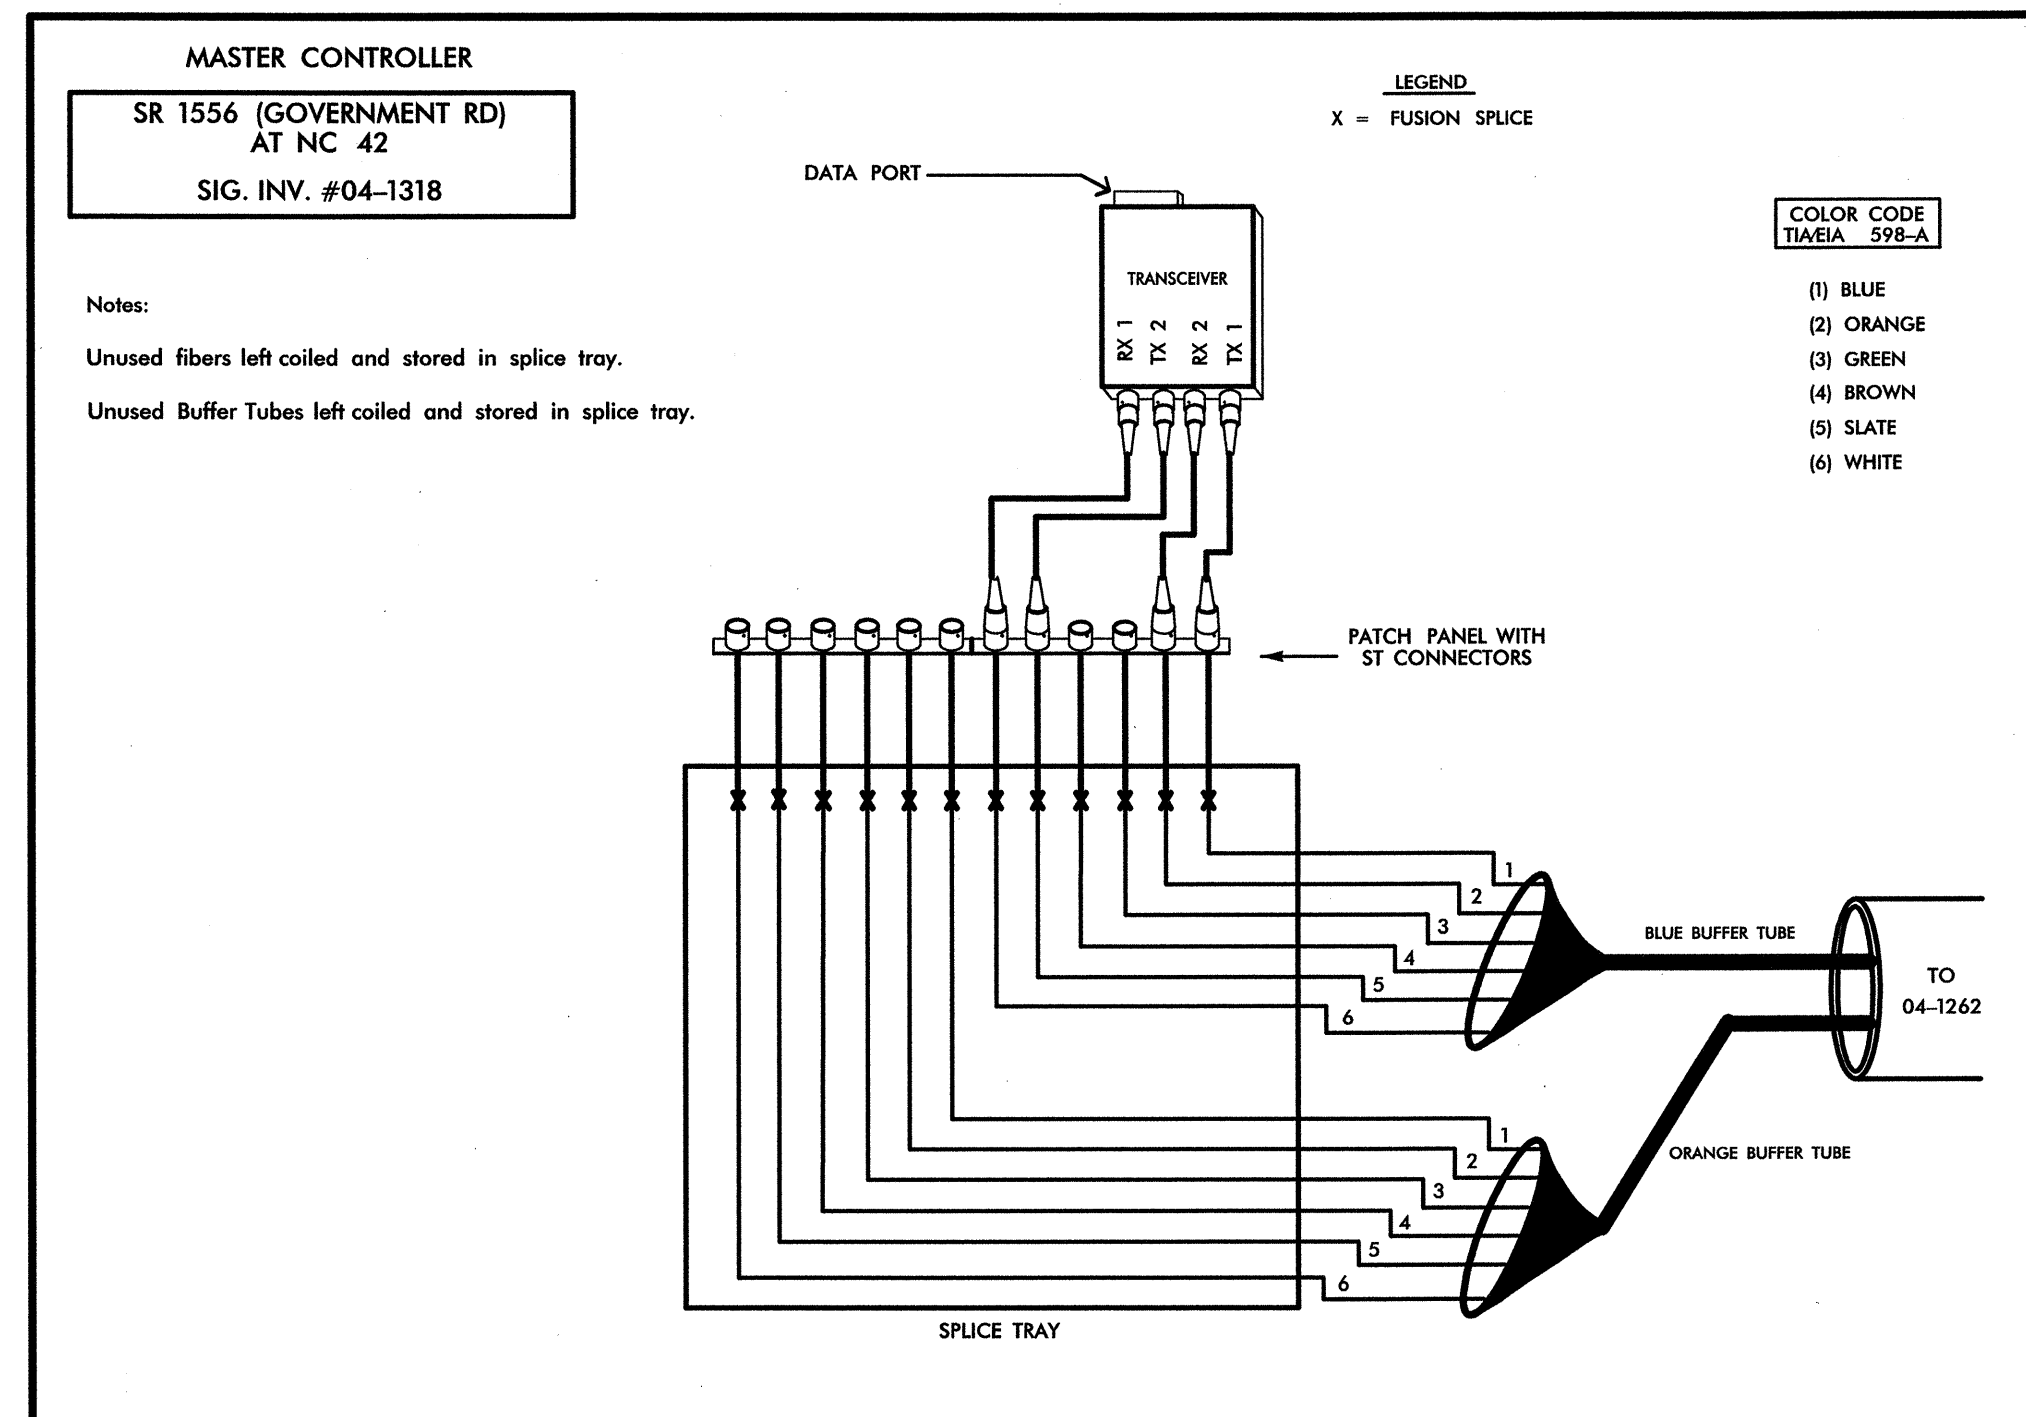 MASTER CONTROLLER
SR 1556 (GOVERNMENT RD)
AT NC 42
SIG. INV. #04-1318
LEGEND
X = FUSION SPLICE
DATA PORT
COLOR CODE
TIA/EIA 598-A
(1) BLUE
(2) ORANGE
(3) GREEN
(4) BROWN
(5) SLATE
(6) WHITE
Notes:
Unused fibers left coiled and stored in splice tray.
Unused Buffer Tubes left coiled and stored in splice tray.
TRANSCEIVER
RX 1
TX 2
RX 2
TX 1
PATCH PANEL WITH
ST CONNECTORS
1
2
3
4
5
6
BLUE BUFFER TUBE
TO
04-1262
1
2
3
4
5
6
ORANGE BUFFER TUBE
SPLICE TRAY